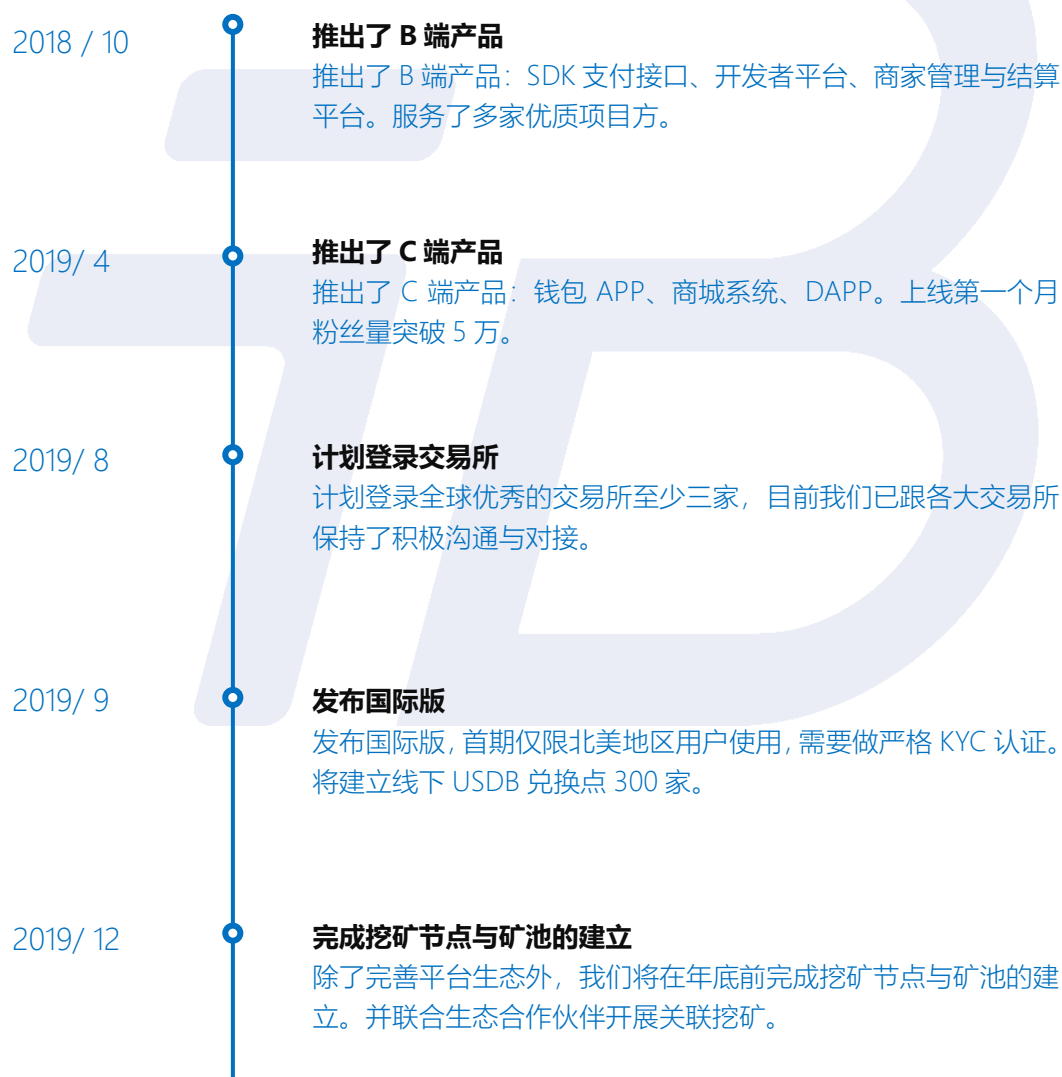 2018 / 10
推出了 B 端产品
推出了 B 端产品：SDK 支付接口、开发者平台、商家管理与结算
平台。服务了多家优质项目方。
2019/ 4
推出了 C 端产品
推出了 C 端产品：钱包 APP、商城系统、DAPP。上线第一个月
粉丝量突破 5 万。
2019/ 8
计划登录交易所
计划登录全球优秀的交易所至少三家，目前我们已跟各大交易所
保持了积极沟通与对接。
2019/ 9
发布国际版
发布国际版，首期仅限北美地区用户使用，需要做严格 KYC 认证。
将建立线下 USDB 兑换点 300 家。
2019/ 12
完成挖矿节点与矿池的建立
除了完善平台生态外，我们将在年底前完成挖矿节点与矿池的建
立。并联合生态合作伙伴开展关联挖矿。